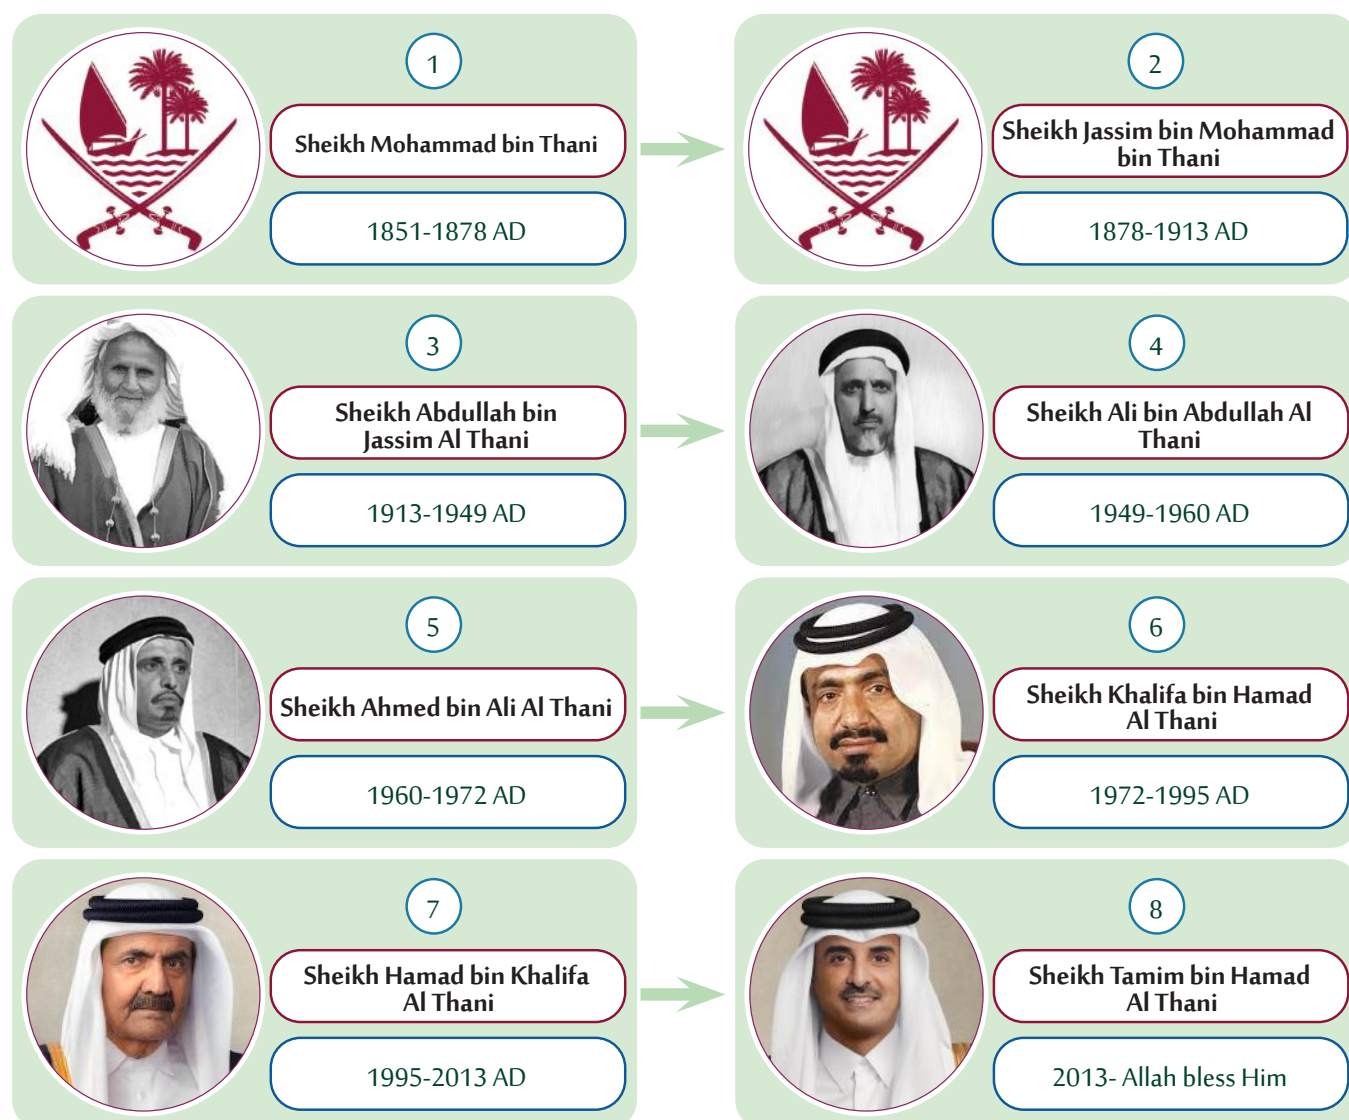 1
Sheikh Mohammad bin Thani
1851-1878 AD
2
Sheikh Jassim bin Mohammad
bin Thani
1878-1913 AD
3
Sheikh Abdullah bin
Jassim Al Thani
1913-1949 AD
4
Sheikh Ali bin Abdullah Al
Thani
1949-1960 AD
5
Sheikh Ahmed bin Ali Al Thani
1960-1972 AD
6
Sheikh Khalifa bin Hamad
Al Thani
1972-1995 AD
7
Sheikh Hamad bin Khalifa
Al Thani
1995-2013 AD
8
Sheikh Tamim bin Hamad
Al Thani
2013- Allah bless Him